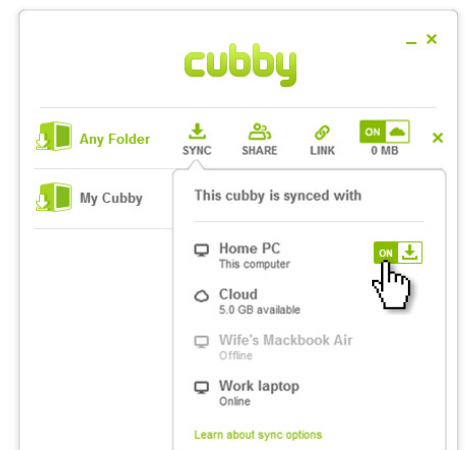 cubby
Any Folder
SYNC SHARE LINK ON 0 MB
My Cubby
This cubby is synced with
Home PC ON
This computer
Cloud
5.0 GB available
Wife's Mackbook Air
Offline
Work laptop
Online
Learn about sync options